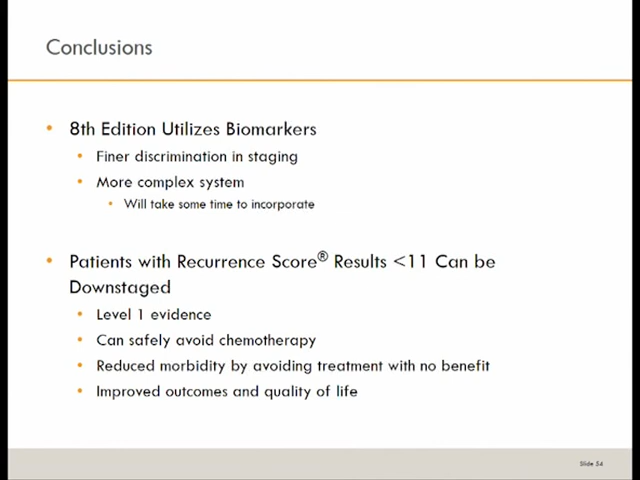 Conclusions
• 8th Edition Utilizes Biomarkers
• Finer discrimination in staging
• More complex system
• Will take some time to incorporate
• Patients with Recurrence Score® Results <11 Can be
Downstaged
• Level 1 evidence
• Can safely avoid chemotherapy
• Reduced morbidity by avoiding treatment with no benefit
• Improved outcomes and quality of life
Slide 54